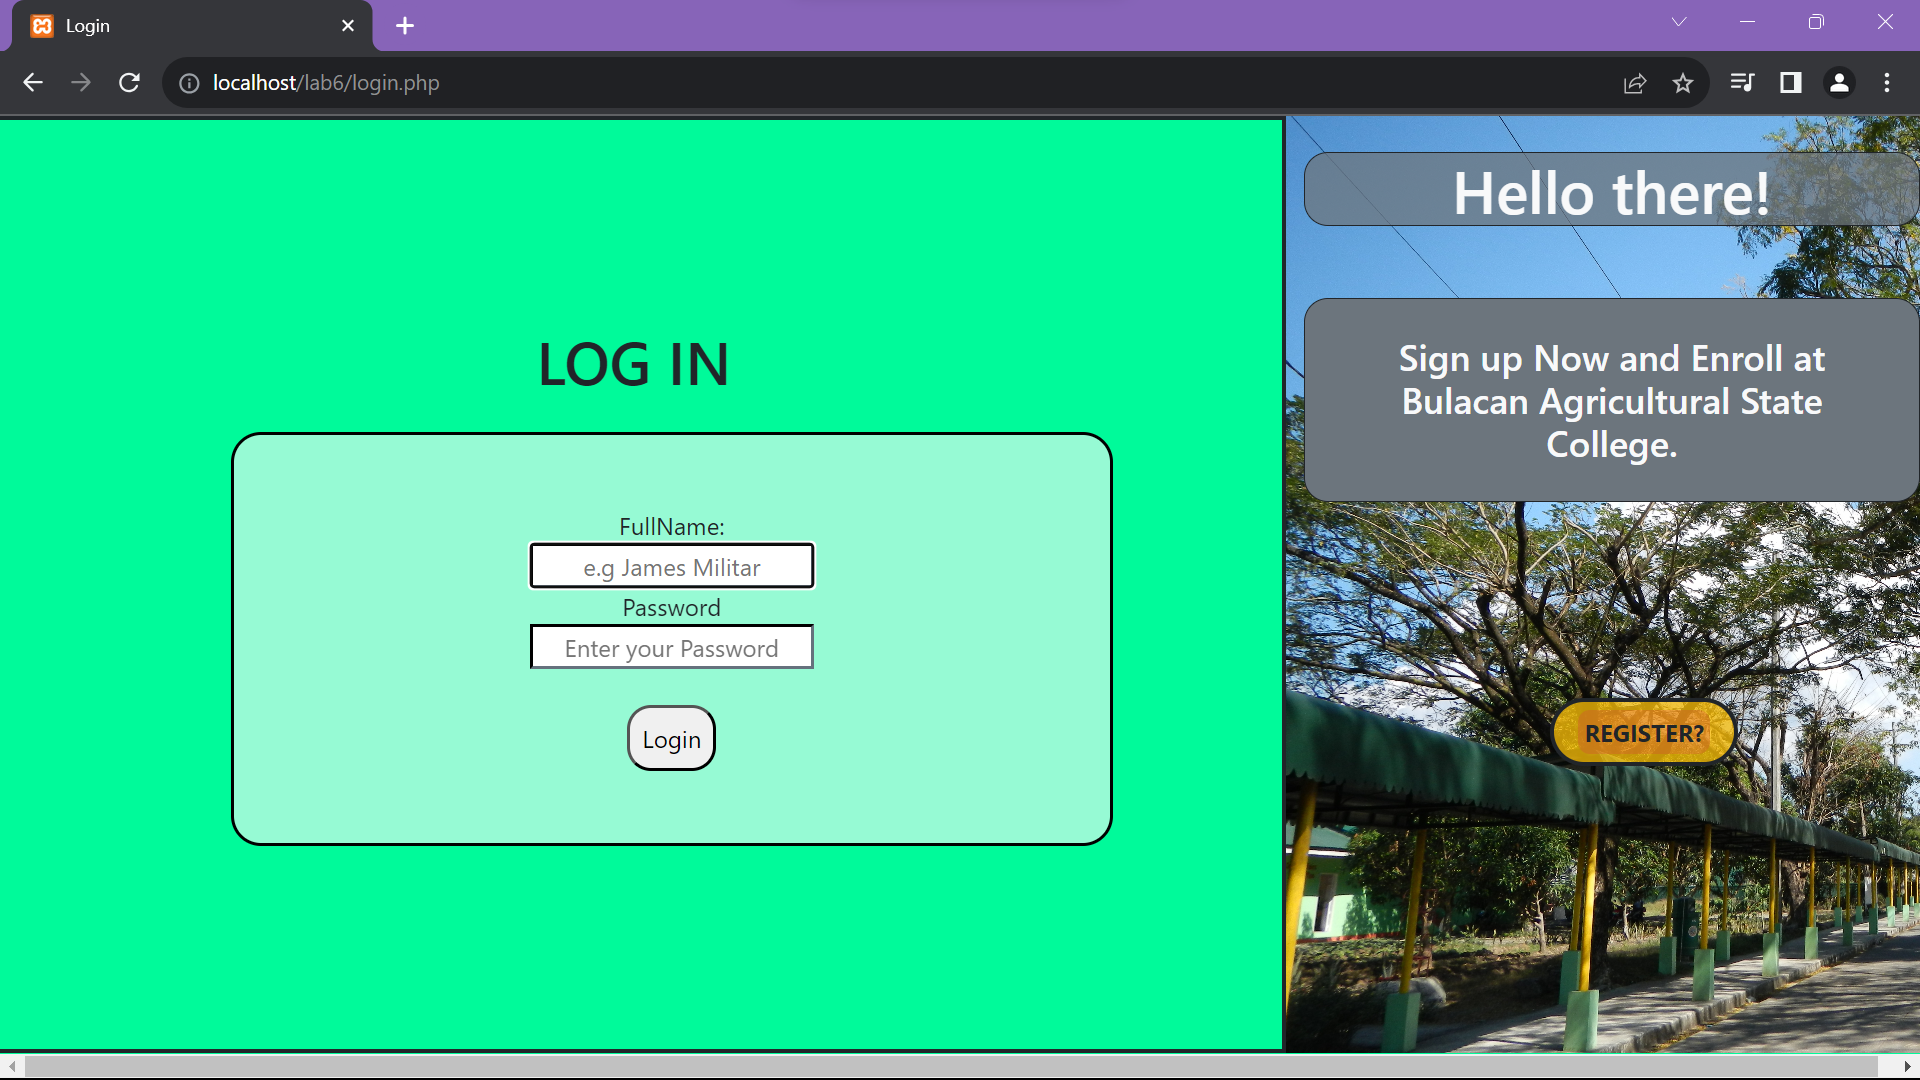 Login
localhost/lab6/login.php
LOG IN
FullName:
e.g James Militar
Password
Enter your Password
Login
Hello there!
Sign up Now and Enroll at
Bulacan Agricultural State
College.
REGISTER?